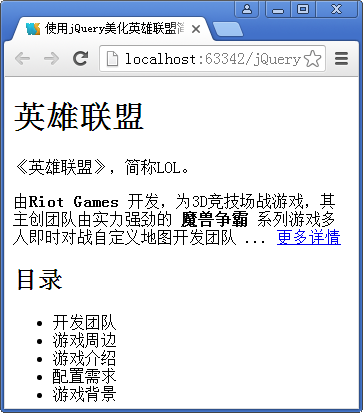 使用jQuery美化英雄联盟
localhost:63342/jQuery
英雄联盟
《英雄联盟》，简称LOL。
由Riot Games 开发，为3D竞技场战游戏，其
主创团队由实力强劲的 魔兽争霸 系列游戏多
人即时对战自定义地图开发团队 ... 更多详情
目录
开发团队
游戏周边
游戏介绍
配置需求
游戏背景